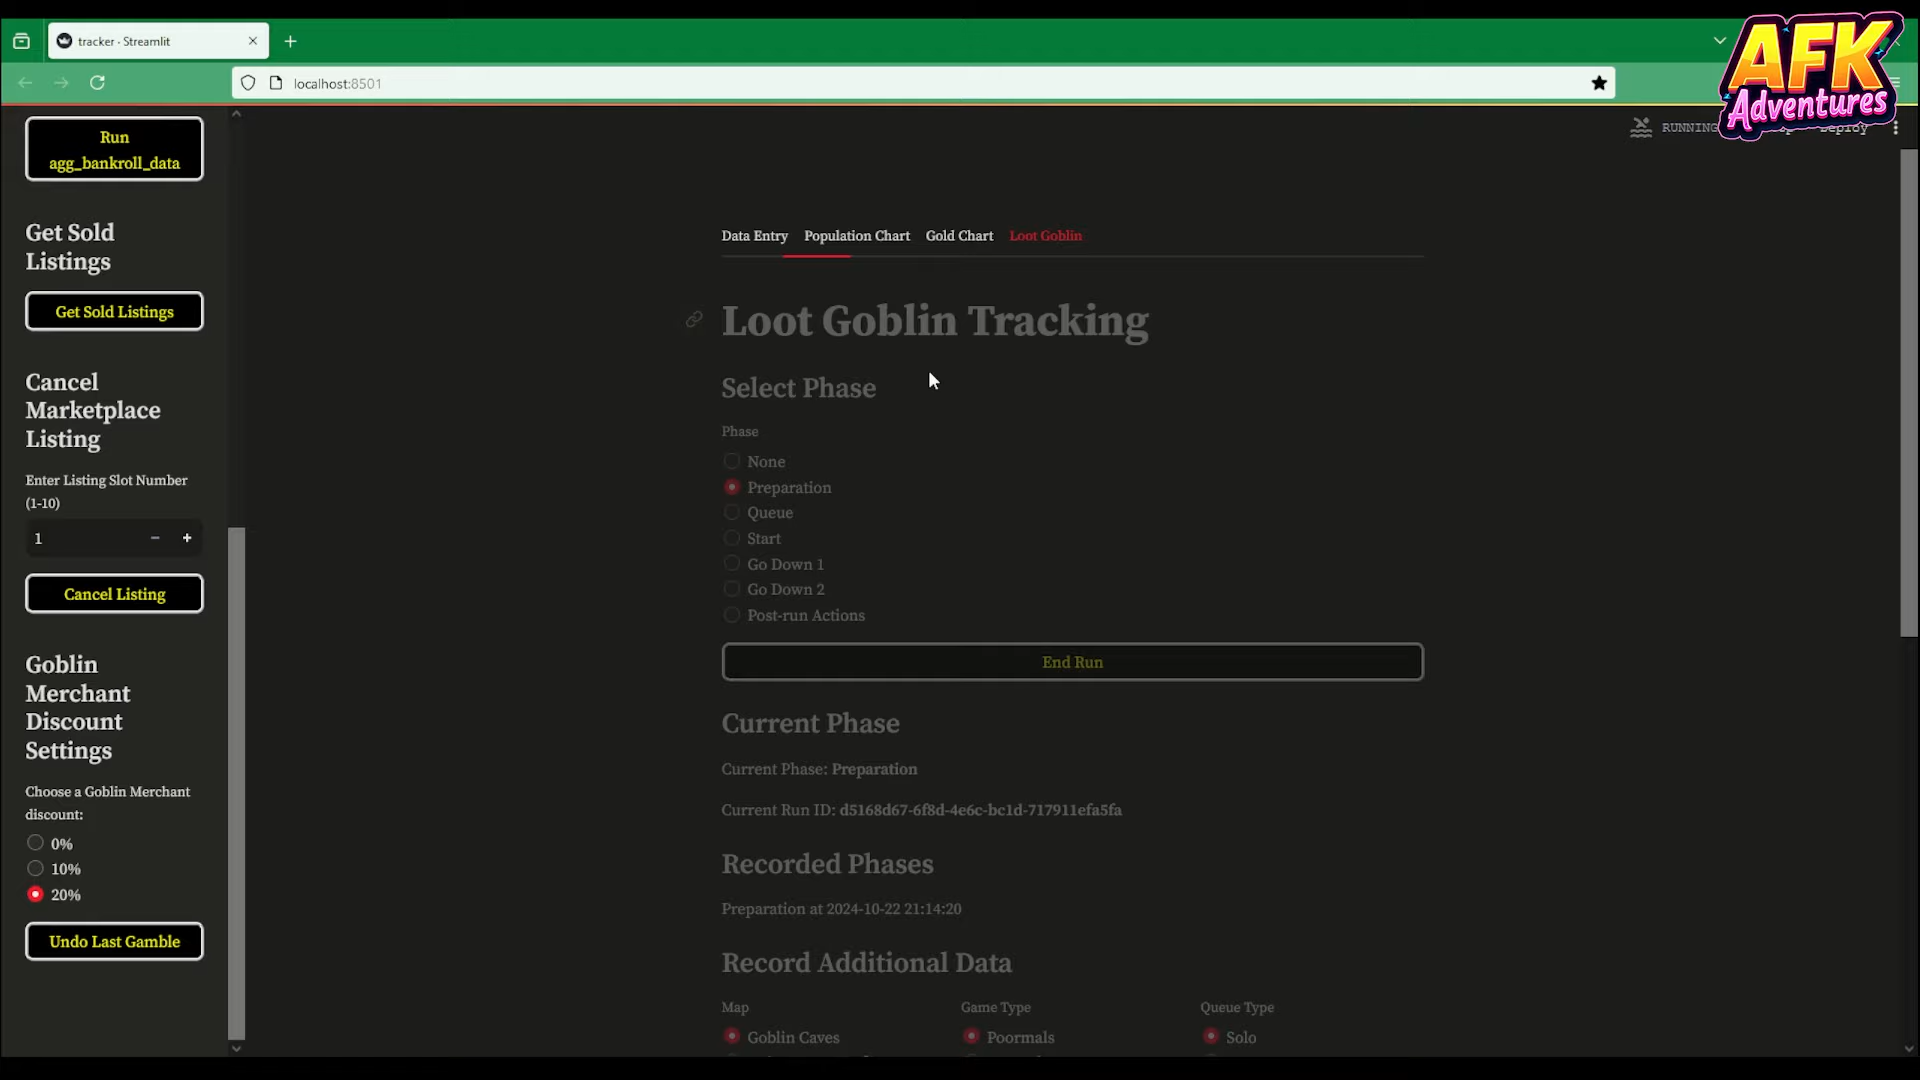 tracker · Streamlit
localhost:8501
AFK
Adventures
RUNNING
Deploy
Run
agg_bankroll_data
Get Sold
Listings
Get Sold Listings
Cancel
Marketplace
Listing
Enter Listing Slot Number
(1-10)
1
Cancel Listing
Goblin
Merchant
Discount
Settings
Choose a Goblin Merchant
discount:
0%
10%
20%
Undo Last Gamble
Data Entry Population Chart Gold Chart Loot Goblin
Loot Goblin Tracking
Select Phase
Phase
None
Preparation
Queue
Start
Go Down 1
Go Down 2
Post-run Actions
End Run
Current Phase
Current Phase: Preparation
Current Run ID: d5168d67-6f8d-4e6c-bc1d-717911efa5fa
Recorded Phases
Preparation at 2024-10-22 21:14:20
Record Additional Data
Map Game Type Queue Type
Goblin Caves Poormals Solo